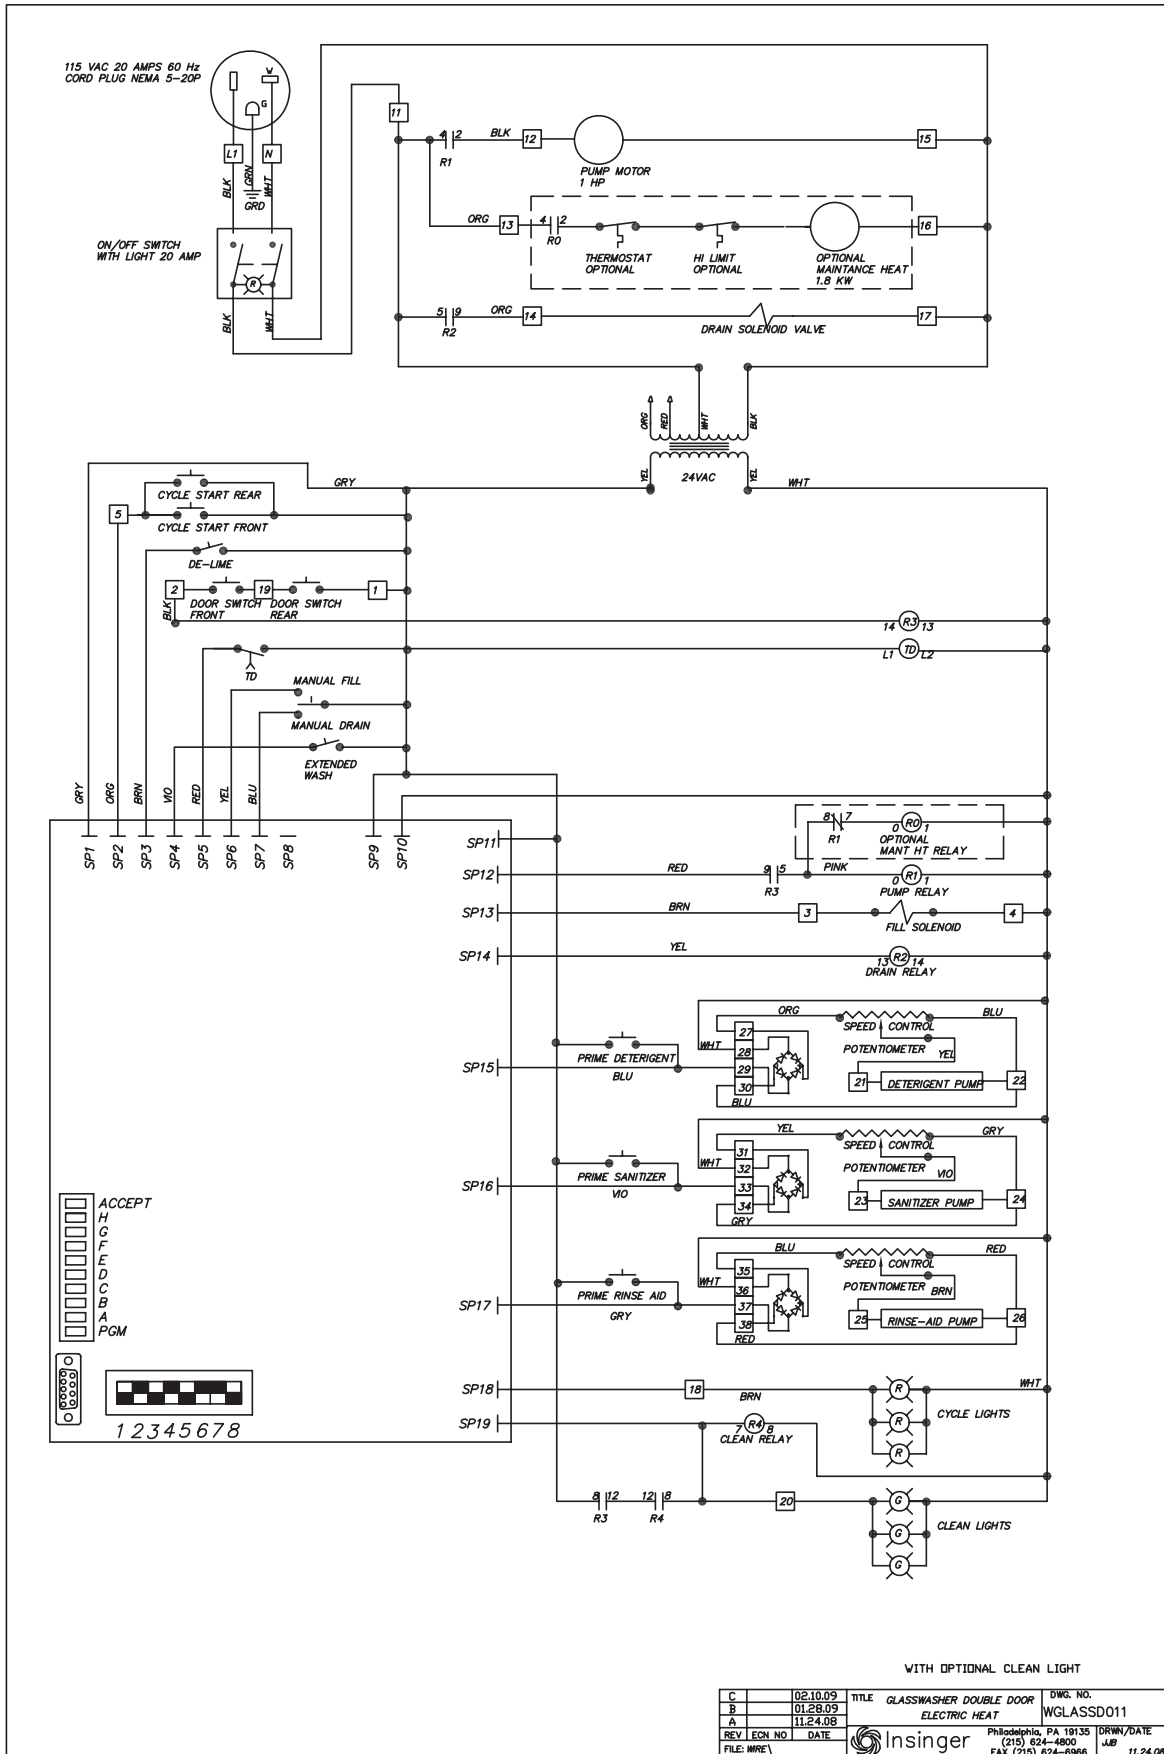 115 VAC 20 AMPS 60 Hz
CORD PLUG NEMA 5-20P
W
G
L1
N
BLK
GRN
WHT
GRD
ON/OFF SWITCH
WITH LIGHT 20 AMP
R
BLK
WHT
11
4 2
R1
BLK
12
PUMP MOTOR
1 HP
15
ORG
13
4 2
R0
THERMOSTAT
OPTIONAL
HI LIMIT
OPTIONAL
OPTIONAL
MAINTANCE HEAT
1.8 KW
16
5 9
R2
ORG
14
DRAIN SOLENOID VALVE
17
ORG
RED
WHT
BLK
YEL
24VAC
YEL
WHT
GRY
CYCLE START REAR
5
CYCLE START FRONT
DE-LIME
2
19
1
BLK
DOOR SWITCH
FRONT
DOOR SWITCH
REAR
14 R3 13
L1 TD L2
TD
MANUAL FILL
MANUAL DRAIN
EXTENDED
WASH
GRY
ORG
BRN
VIO
RED
YEL
BLU
SP1
SP2
SP3
SP4
SP5
SP6
SP7
SP8
SP9
SP10
SP11
8 7
R1
0 R0 1
OPTIONAL
MANT HT RELAY
SP12
RED
9 5
R3
PINK
0 R1 1
PUMP RELAY
SP13
BRN
3
FILL SOLENOID
4
SP14
YEL
13 R2 14
DRAIN RELAY
ORG
BLU
SPEED CONTROL
POTENTIOMETER
YEL
WHT
27
28
29
30
BLU
SP15
PRIME DETERIGENT
BLU
21
DETERIGENT PUMP
22
YEL
GRY
SPEED CONTROL
POTENTIOMETER
VIO
WHT
31
32
33
34
GRY
SP16
PRIME SANITIZER
VIO
23
SANITIZER PUMP
24
BLU
RED
SPEED CONTROL
POTENTIOMETER
BRN
WHT
35
36
37
38
RED
SP17
PRIME RINSE AID
GRY
25
RINSE-AID PUMP
26
ACCEPT
H
G
F
E
D
C
B
A
PGM
12345678
SP18
18
BRN
R
R
R
WHT
CYCLE LIGHTS
SP19
7 R4 8
CLEAN RELAY
8 12
R3
12 8
R4
20
G
G
G
CLEAN LIGHTS
WITH OPTIONAL CLEAN LIGHT
C 02.10.09
B 01.28.09
A 11.24.08
REV ECN NO DATE
FILE: WIRE\
TITLE GLASSWASHER DOUBLE DOOR
ELECTRIC HEAT
DWG. NO.
WGLASSD011
Insinger
Philadelphia, PA 19135
(215) 624-4800
FAX (215) 624-6966
DRWN/DATE
JJB
11.24.08